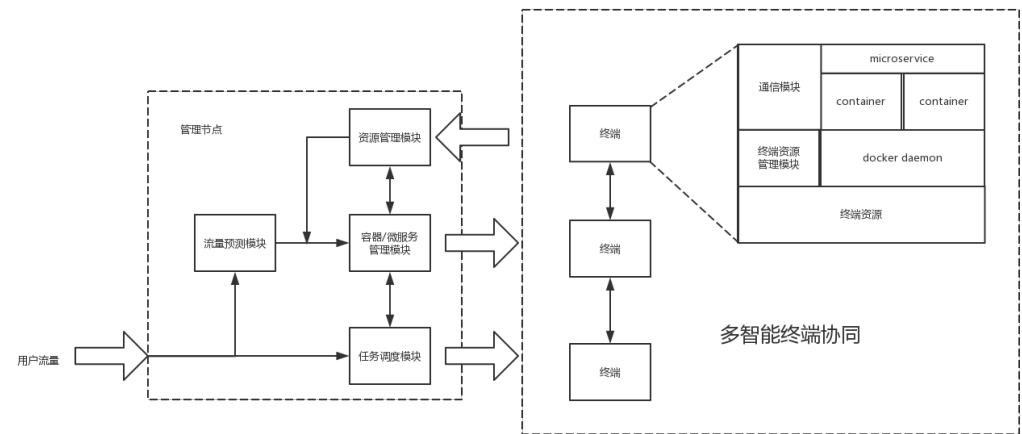 管理节点
资源管理模块
流量预测模块
容器/微服务
管理模块
用户流量
任务调度模块
终端
终端
终端
通信模块
microservice
container
container
终端资源
管理模块
docker daemon
终端资源
多智能终端协同